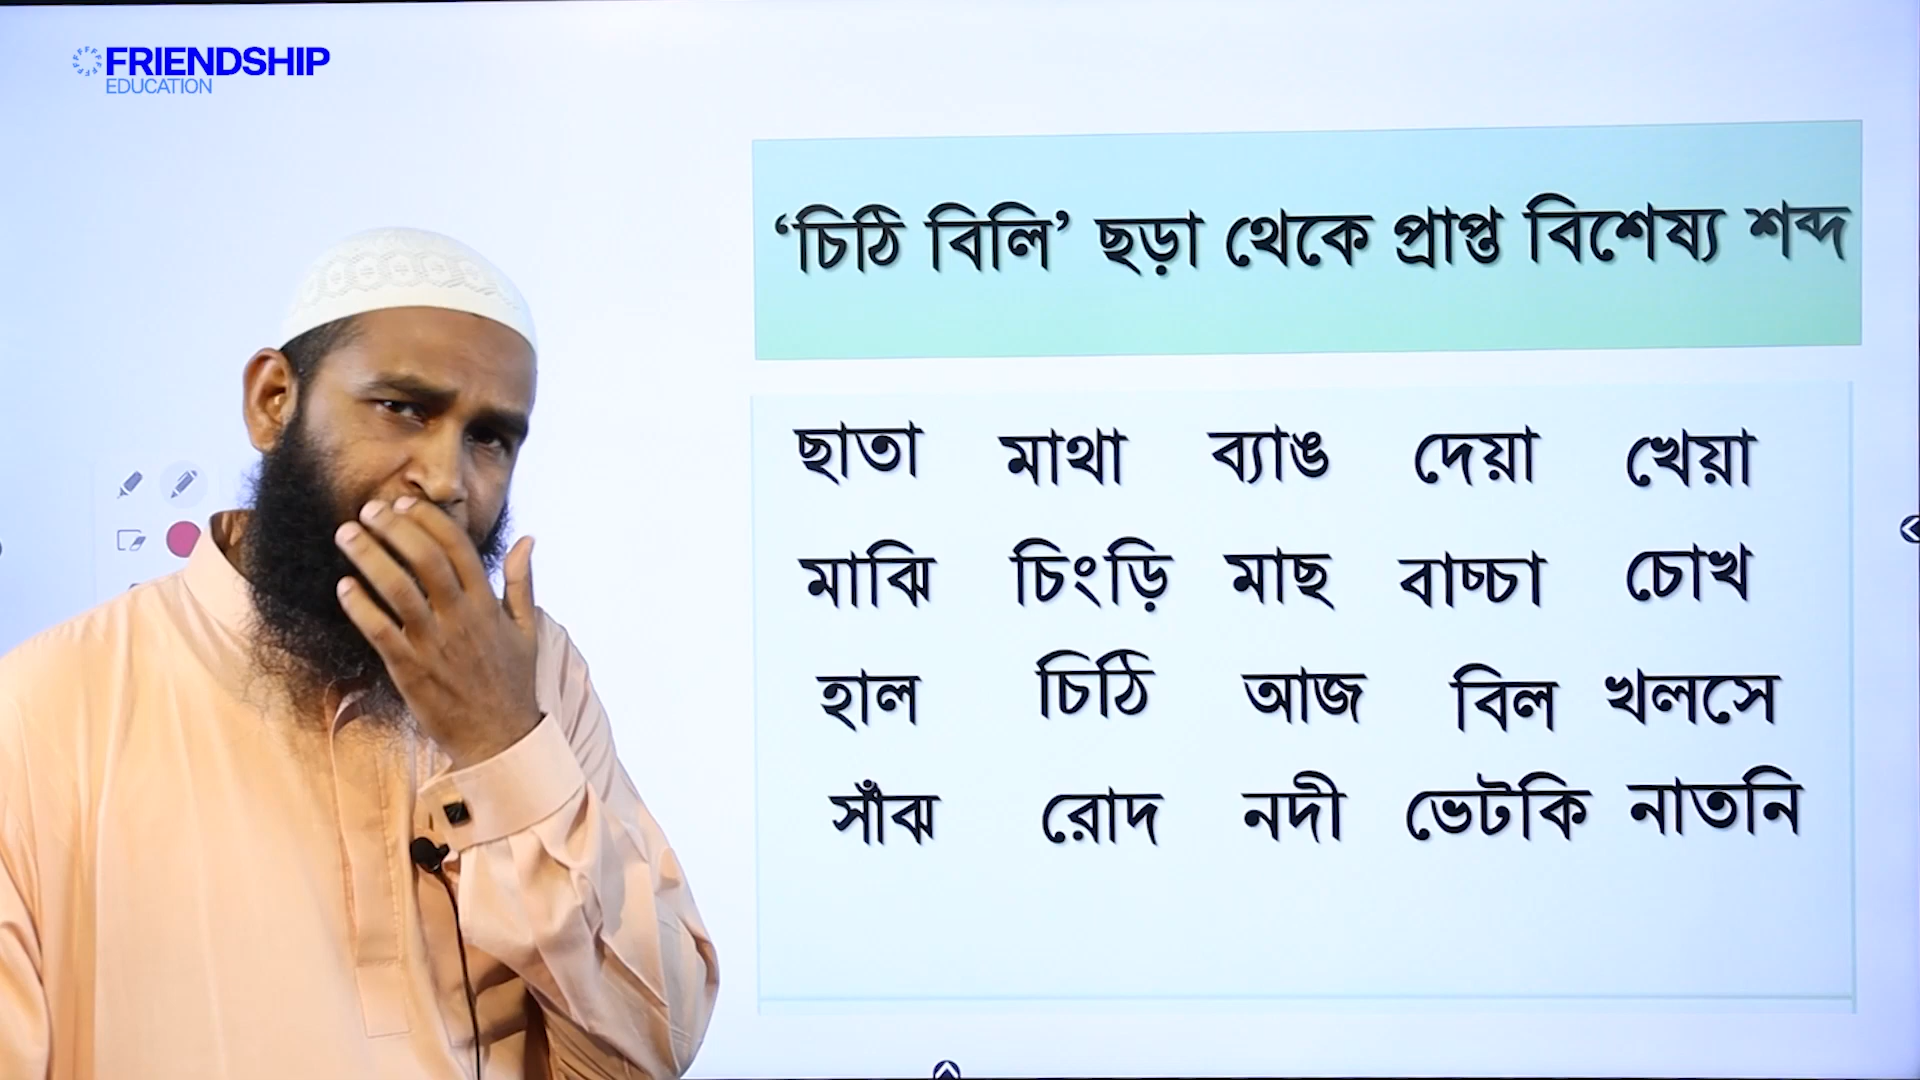 FRIENDSHIP
EDUCATION
‘চিঠি বিলি’ ছড়া থেকে প্রাপ্ত বিশেষ্য শব্দ
ছাতা মাথা ব্যাঙ দেয়া খেয়া
মাঝি চিংড়ি মাছ বাচ্চা চোখ
হাল চিঠি আজ বিল খলসে
সাঁঝ রোদ নদী ভেটকি নাতনি